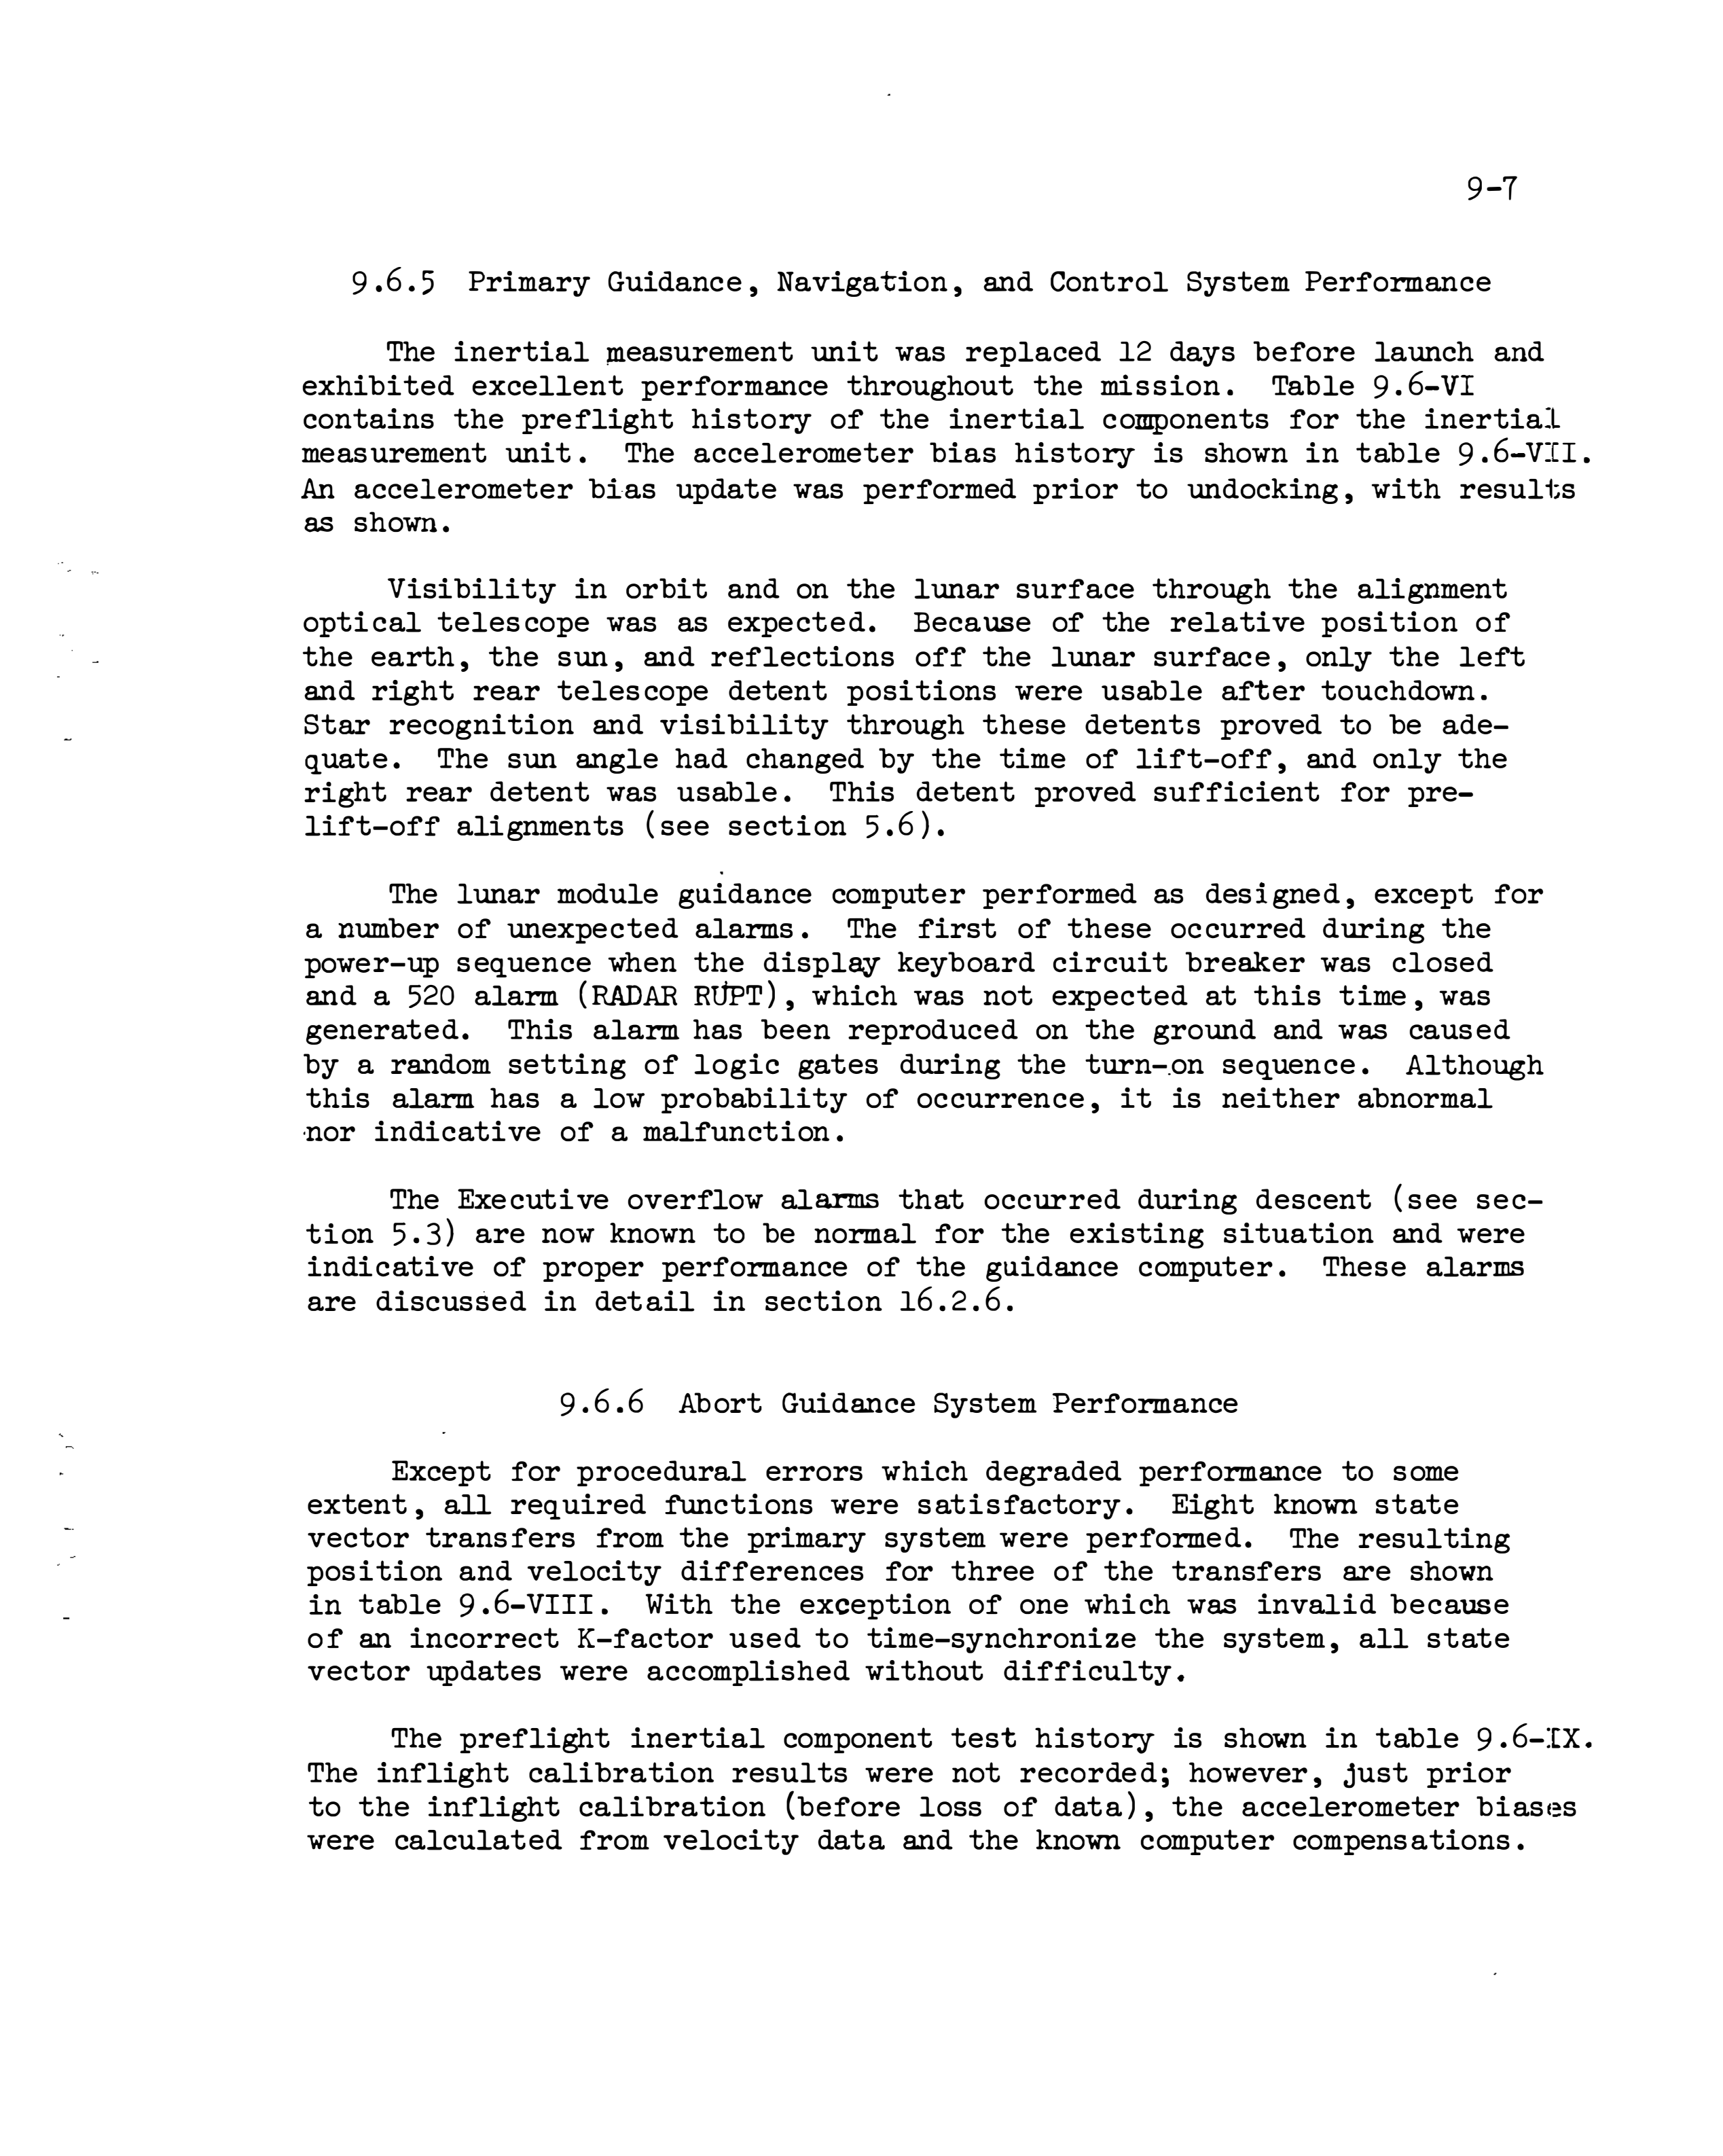 9-7
9.6.5 Primary Guidance, Navigation, and Control System Performance
The inertial measurement unit was replaced 12 days before launch and
exhibited excellent performance throughout the mission. Table 9.6-VI
contains the preflight history of the inertial components for the inertial
measurement unit. The accelerometer bias history is shown in table 9.6-VII.
An accelerometer bias update was performed prior to undocking, with results
as shown.
Visibility in orbit and on the lunar surface through the alignment
optical telescope was as expected. Because of the relative position of
the earth, the sun, and reflections off the lunar surface, only the left
and right rear telescope detent positions were usable after touchdown.
Star recognition and visibility through these detents proved to be ade-
quate. The sun angle had changed by the time of lift-off, and only the
right rear detent was usable. This detent proved sufficient for pre-
lift-off alignments (see section 5.6).
The lunar module guidance computer performed as designed, except for
a number of unexpected alarms. The first of these occurred during the
power-up sequence when the display keyboard circuit breaker was closed
and a 520 alarm (RADAR RUPT), which was not expected at this time, was
generated. This alarm has been reproduced on the ground and was caused
by a random setting of logic gates during the turn-on sequence. Although
this alarm has a low probability of occurrence, it is neither abnormal
nor indicative of a malfunction.
The Executive overflow alarms that occurred during descent (see sec-
tion 5.3) are now known to be normal for the existing situation and were
indicative of proper performance of the guidance computer. These alarms
are discussed in detail in section 16.2.6.
9.6.6 Abort Guidance System Performance
Except for procedural errors which degraded performance to some
extent, all required functions were satisfactory. Eight known state
vector transfers from the primary system were performed. The resulting
position and velocity differences for three of the transfers are shown
in table 9.6-VIII. With the exception of one which was invalid because
of an incorrect K-factor used to time-synchronize the system, all state
vector updates were accomplished without difficulty.
The preflight inertial component test history is shown in table 9.6-IX.
The inflight calibration results were not recorded; however, just prior
to the inflight calibration (before loss of data), the accelerometer biases
were calculated from velocity data and the known computer compensations.